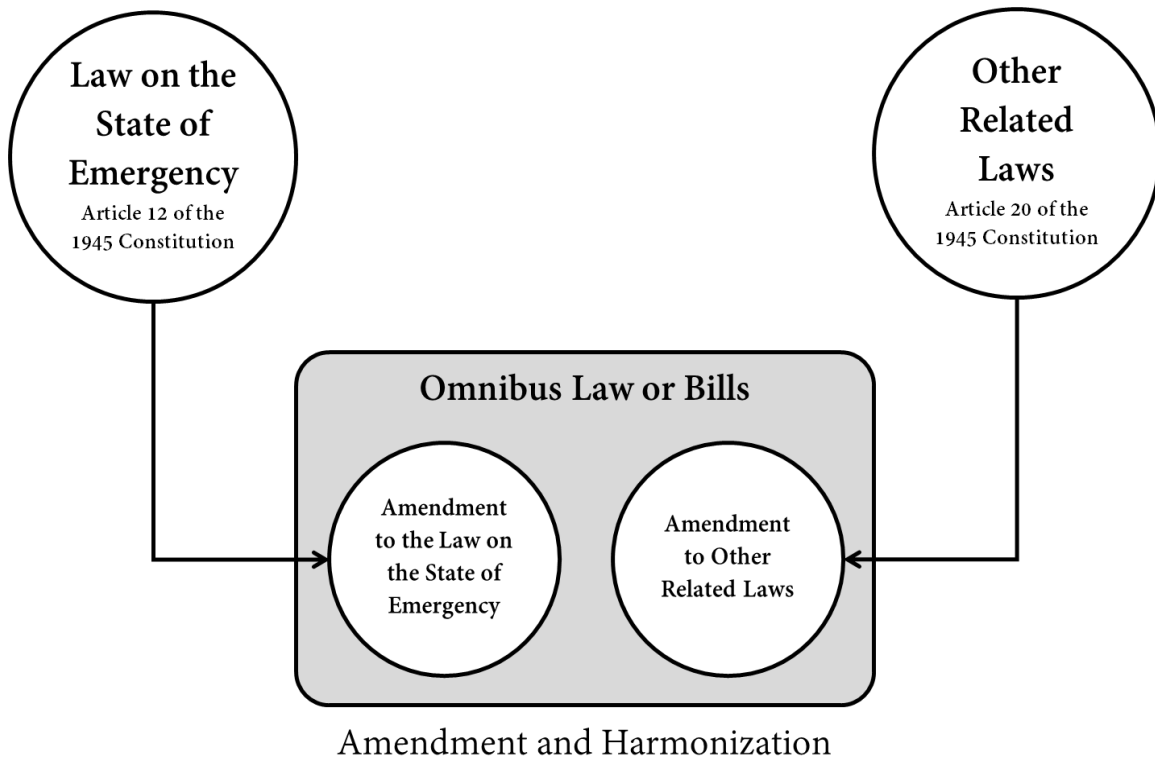 Law on the
State of
Emergency
Article 12 of the
1945 Constitution
Other
Related
Laws
Article 20 of the
1945 Constitution
Omnibus Law or Bills
Amendment
to the Law on
the State of
Emergency
Amendment
to Other
Related Laws
Amendment and Harmonization